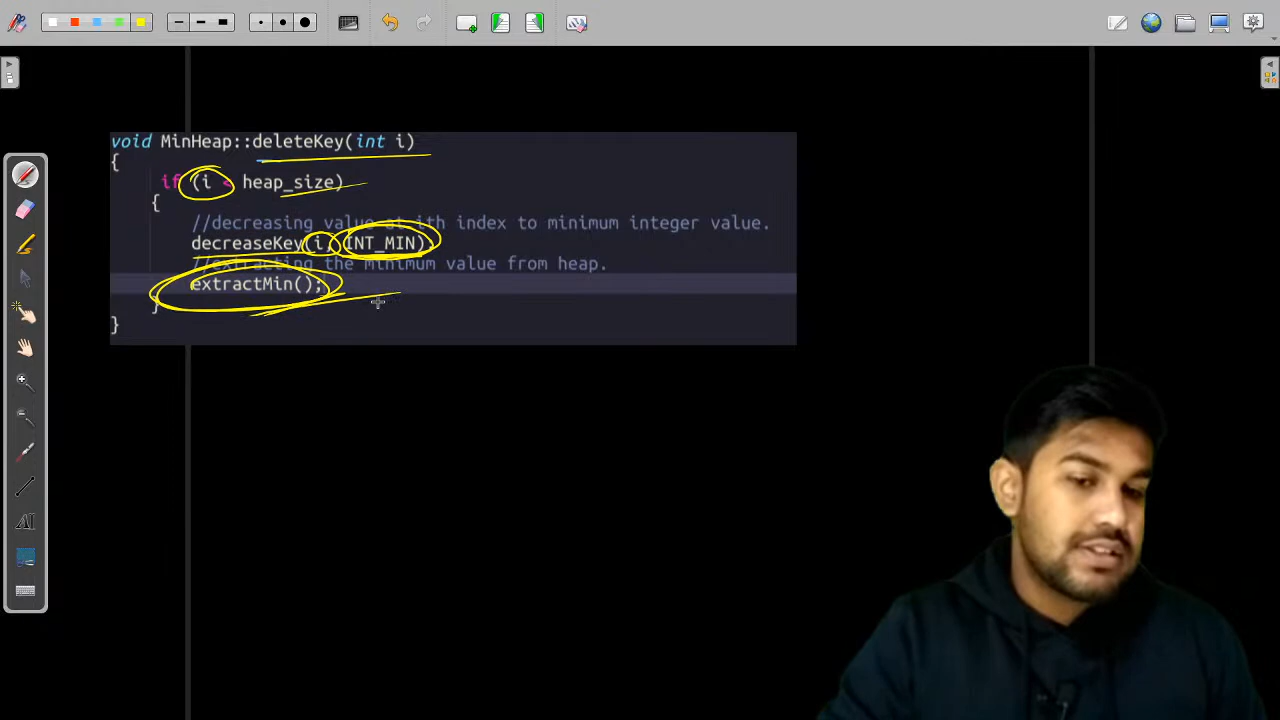 void MinHeap::deleteKey(int i)
{
if (i < heap_size)
{
//decreasing value at ith index to minimum integer value.
decreaseKey(i, INT_MIN);
//extracting the minimum value from heap.
extractMin();
}
}